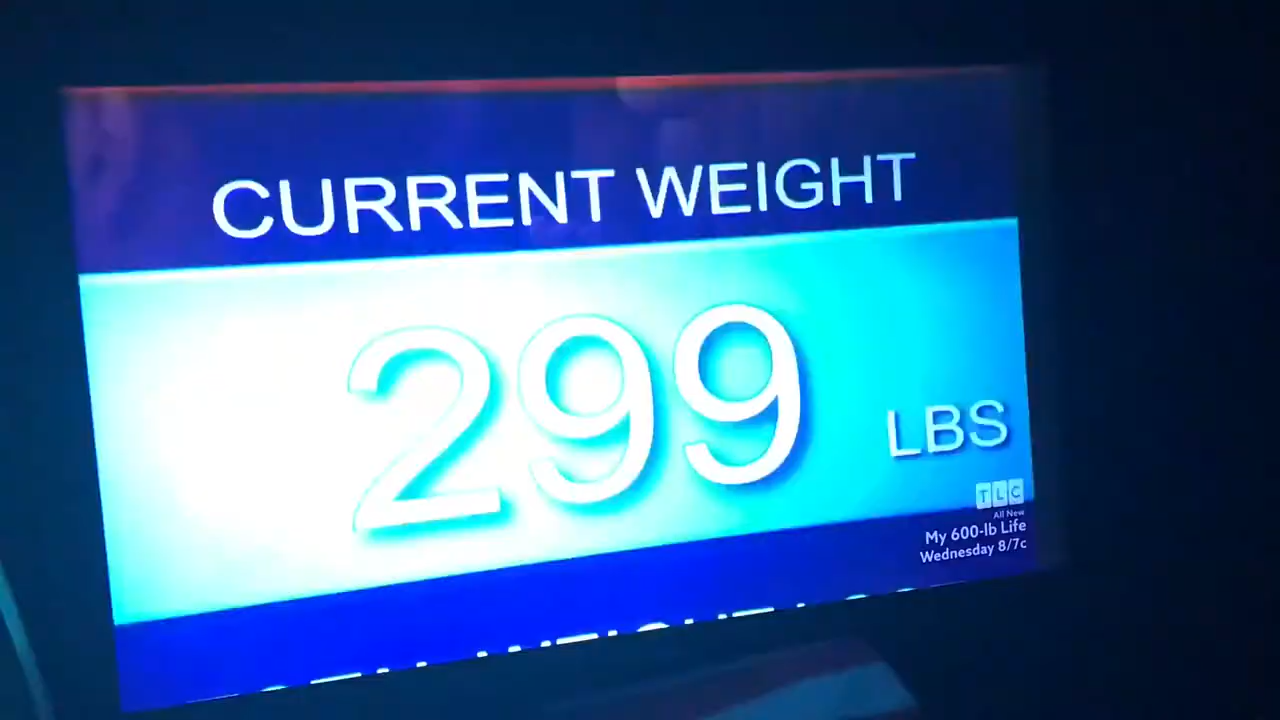 CURRENT WEIGHT
299
LBS
TLC
All New
My 600-lb Life
Wednesday 8/7c